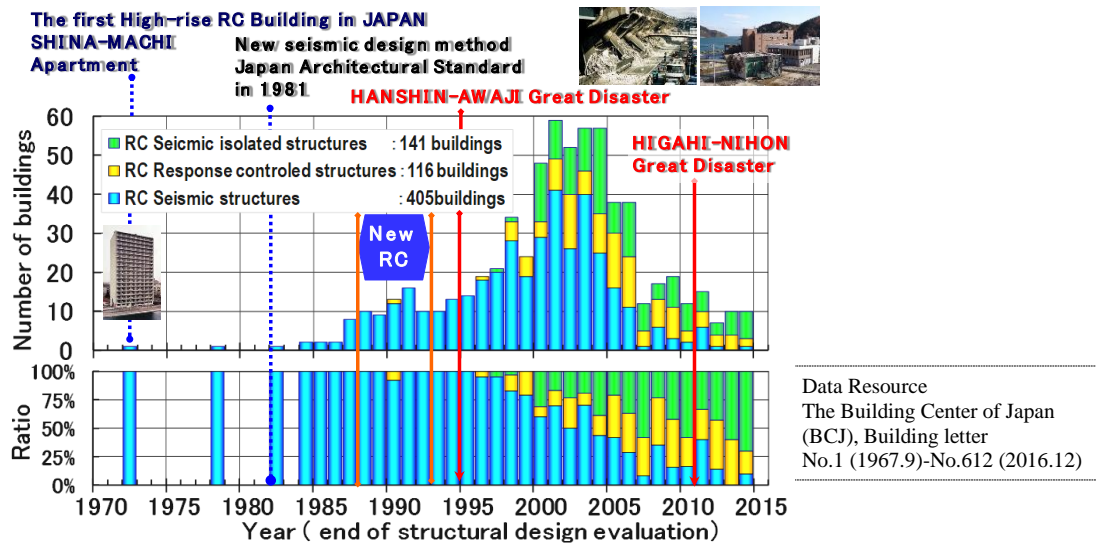 The first High-rise RC Building in JAPAN
SHINA-MACHI
Apartment
New seismic design method
Japan Architectural Standard
in 1981
HANSHIN-AWAJI Great Disaster
HIGAHI-NIHON
Great Disaster
RC Seicmic isolated structures : 141 buildings
RC Response controled structures : 116 buildings
RC Seismic structures : 405buildings
New
RC
Number of buildings
60
50
40
30
20
10
0
Ratio
100%
75%
50%
25%
0%
1970 1975 1980 1985 1990 1995 2000 2005 2010 2015
Year ( end of structural design evaluation)
Data Resource
The Building Center of Japan
(BCJ), Building letter
No.1 (1967.9)-No.612 (2016.12)